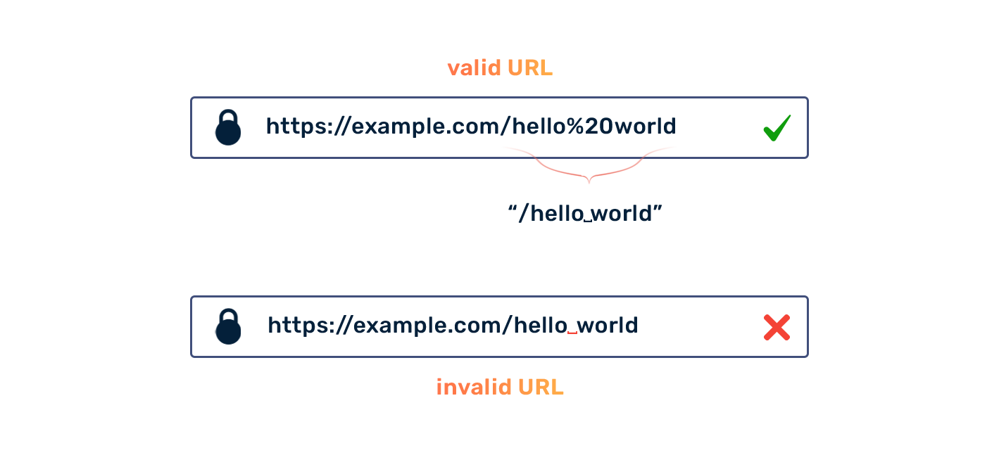 valid URL
https://example.com/hello%20world
“/hello␣world”
https://example.com/hello␣world
invalid URL